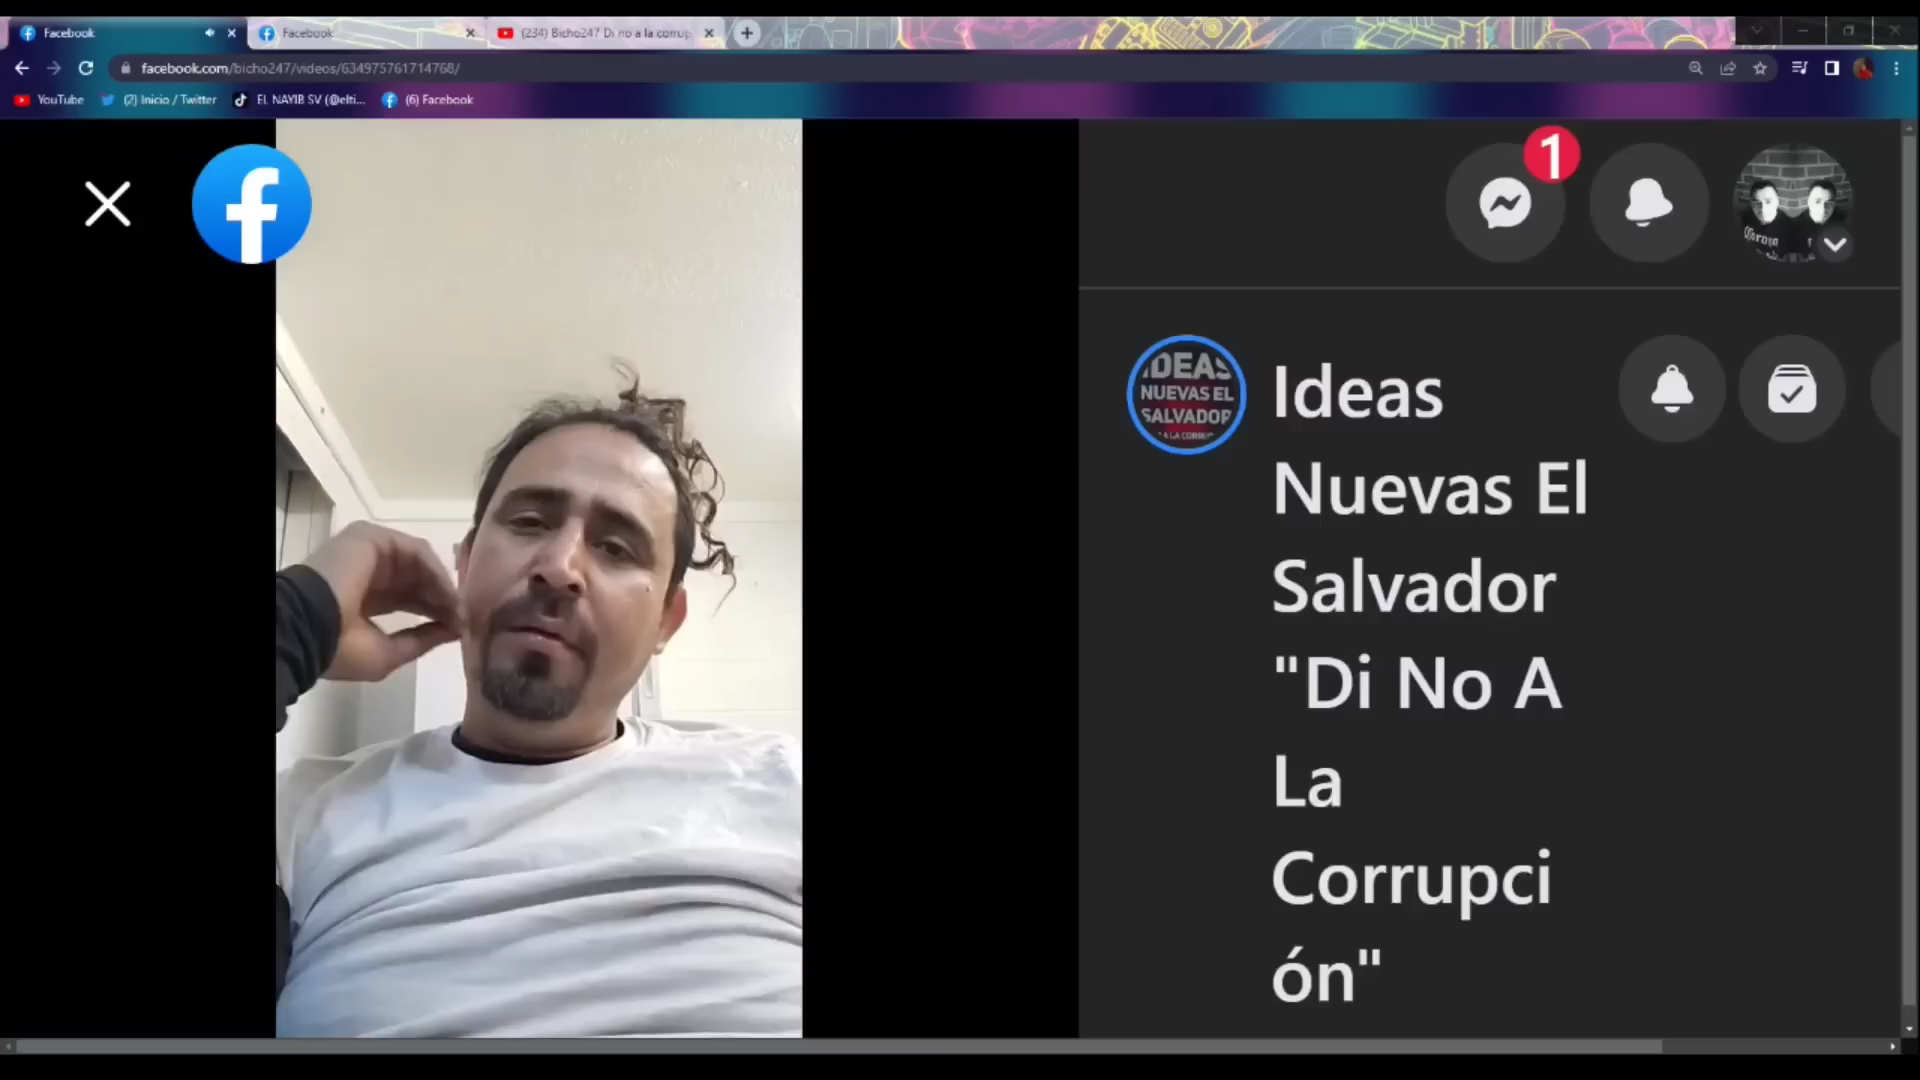 Facebook
Facebook
(234) Bicho247 Di no a la corrup
facebook.com/bicho247/videos/634975761714768/
YouTube
(2) Inicio / Twitter
EL NAYIB SV (@elti...
(6) Facebook
1
IDEAS
NUEVAS EL
SALVADOR
Ideas
Nuevas El
Salvador
"Di No A
La
Corrupci
ón"